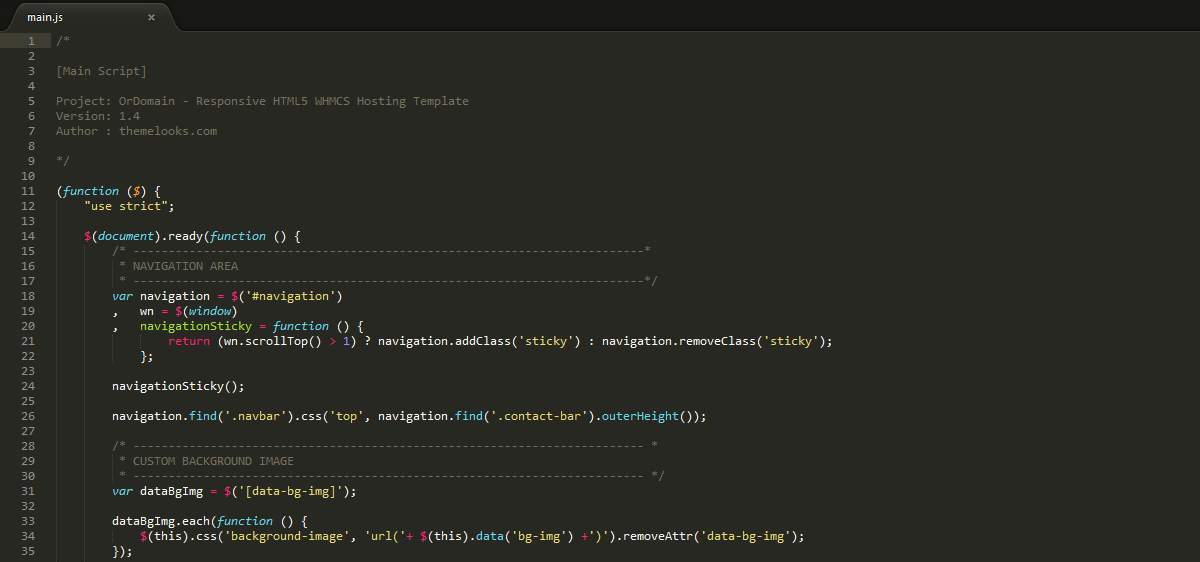 main.js ×
1 /*
2
3 [Main Script]
4
5 Project: OrDomain - Responsive HTML5 WHMCS Hosting Template
6 Version: 1.4
7 Author : themelooks.com
8
9 */
10
11 (function ($) {
12     "use strict";
13
14     $(document).ready(function () {
15         /* ------------------------------------------------------------------------*
16          * NAVIGATION AREA
17          * ------------------------------------------------------------------------*/
18         var navigation = $('#navigation')
19         ,   wn = $(window)
20         ,   navigationSticky = function () {
21                 return (wn.scrollTop() > 1) ? navigation.addClass('sticky') : navigation.removeClass('sticky');
22             };
23
24         navigationSticky();
25
26         navigation.find('.navbar').css('top', navigation.find('.contact-bar').outerHeight());
27
28         /* ------------------------------------------------------------------------ *
29          * CUSTOM BACKGROUND IMAGE
30          * ------------------------------------------------------------------------ */
31         var dataBgImg = $('[data-bg-img]');
32
33         dataBgImg.each(function () {
34             $(this).css('background-image', 'url('+ $(this).data('bg-img') +')').removeAttr('data-bg-img');
35         });